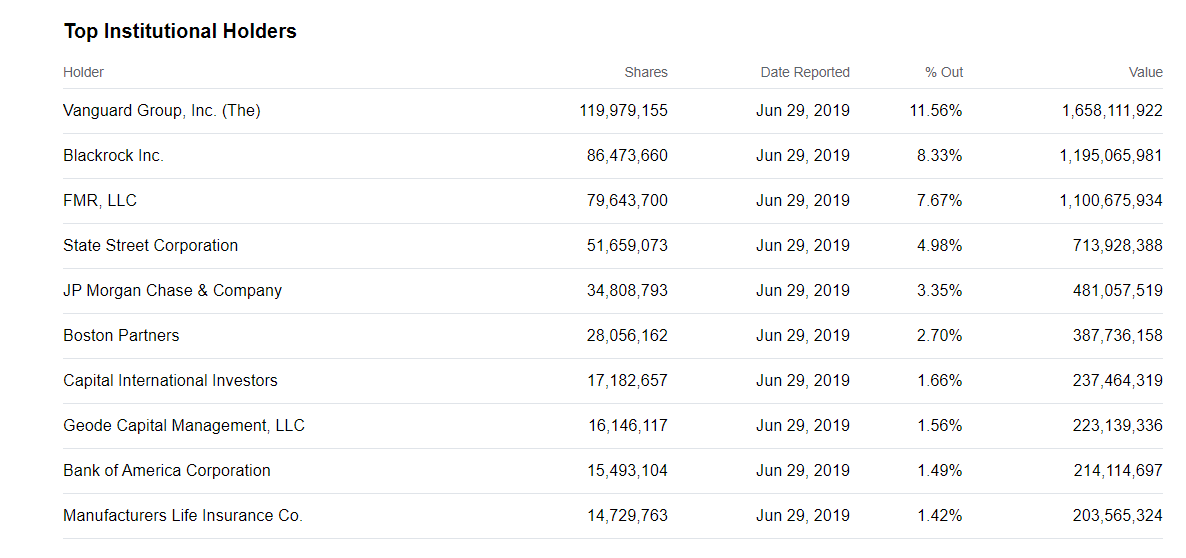 Top Institutional Holders
Holder Shares Date Reported % Out Value
Vanguard Group, Inc. (The) 119,979,155 Jun 29, 2019 11.56% 1,658,111,922
Blackrock Inc. 86,473,660 Jun 29, 2019 8.33% 1,195,065,981
FMR, LLC 79,643,700 Jun 29, 2019 7.67% 1,100,675,934
State Street Corporation 51,659,073 Jun 29, 2019 4.98% 713,928,388
JP Morgan Chase & Company 34,808,793 Jun 29, 2019 3.35% 481,057,519
Boston Partners 28,056,162 Jun 29, 2019 2.70% 387,736,158
Capital International Investors 17,182,657 Jun 29, 2019 1.66% 237,464,319
Geode Capital Management, LLC 16,146,117 Jun 29, 2019 1.56% 223,139,336
Bank of America Corporation 15,493,104 Jun 29, 2019 1.49% 214,114,697
Manufacturers Life Insurance Co. 14,729,763 Jun 29, 2019 1.42% 203,565,324